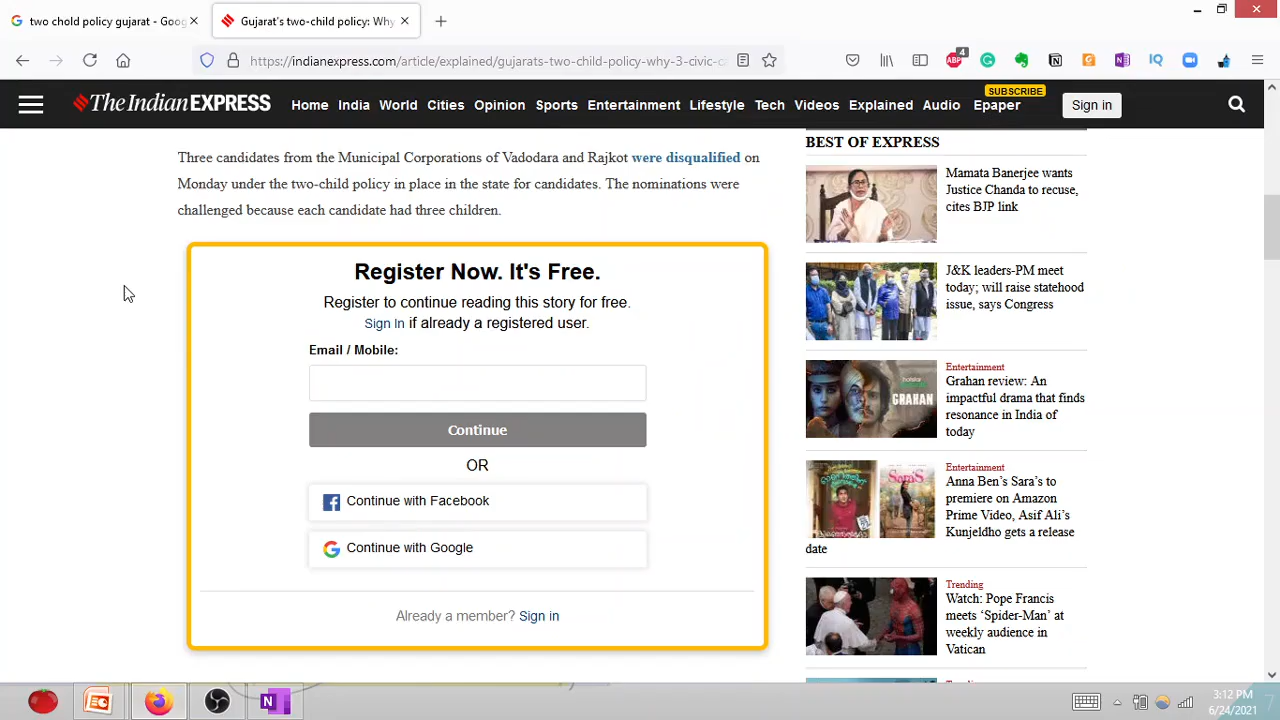 two chold policy gujarat - Goog
Gujarat's two-child policy: Why
https://indianexpress.com/article/explained/gujarats-two-child-policy-why-3-civic-c
4
ABP
IQ
The Indian EXPRESS
Home
India
World
Cities
Opinion
Sports
Entertainment
Lifestyle
Tech
Videos
Explained
Audio
Epaper
SUBSCRIBE
Sign in
Three candidates from the Municipal Corporations of Vadodara and Rajkot were disqualified on
Monday under the two-child policy in place in the state for candidates. The nominations were
challenged because each candidate had three children.
Register Now. It's Free.
Register to continue reading this story for free.
Sign In if already a registered user.
Email / Mobile:
Continue
OR
Continue with Facebook
Continue with Google
Already a member? Sign in
BEST OF EXPRESS
Mamata Banerjee wants
Justice Chanda to recuse,
cites BJP link
J&K leaders-PM meet
today; will raise statehood
issue, says Congress
hotstar
GRAHAN
Entertainment
Grahan review: An
impactful drama that finds
resonance in India of
today
SARA'S
Entertainment
Anna Ben's Sara's to
premiere on Amazon
Prime Video, Asif Ali's
Kunjeldho gets a release
date
Trending
Watch: Pope Francis
meets 'Spider-Man' at
weekly audience in
Vatican
3:12 PM
6/24/2021
7